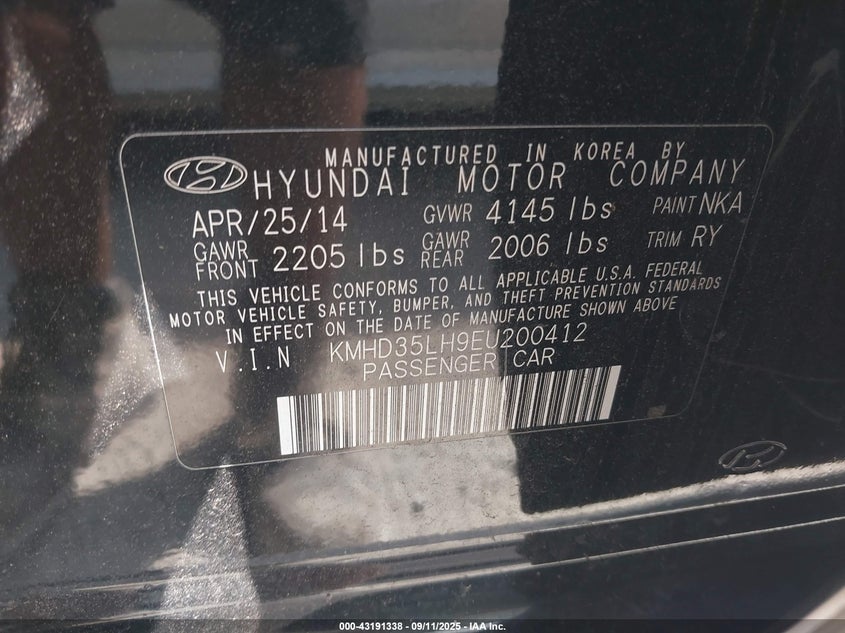 MANUFACTURED IN KOREA BY
HYUNDAI MOTOR COMPANY
APR/25/14 GVWR 4145 lbs PAINT NKA
GAWR FRONT 2205 lbs GAWR REAR 2006 lbs TRIM RY
THIS VEHICLE CONFORMS TO ALL APPLICABLE U.S.A. FEDERAL
MOTOR VEHICLE SAFETY, BUMPER, AND THEFT PREVENTION STANDARDS
IN EFFECT ON THE DATE OF MANUFACTURE SHOWN ABOVE
V.I.N KMHD35LH9EU200412
PASSENGER CAR
000-43191338 - 09/11/2025 - IAA Inc.